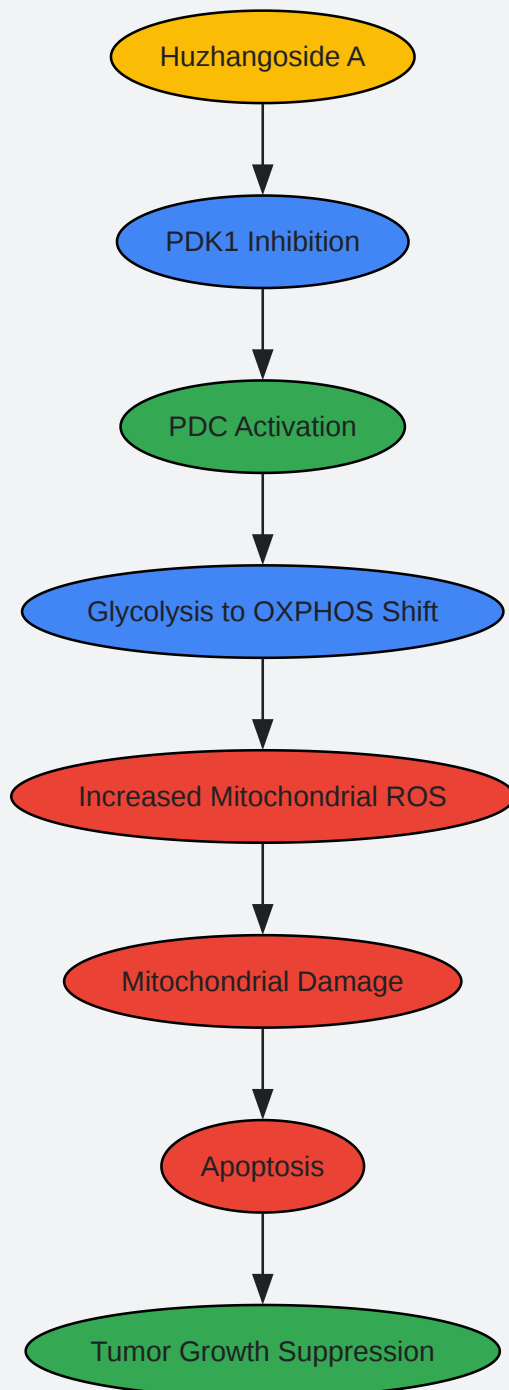 Huzhangoside A
PDK1 Inhibition
PDC Activation
Glycolysis to OXPHOS Shift
Increased Mitochondrial ROS
Mitochondrial Damage
Apoptosis
Tumor Growth Suppression